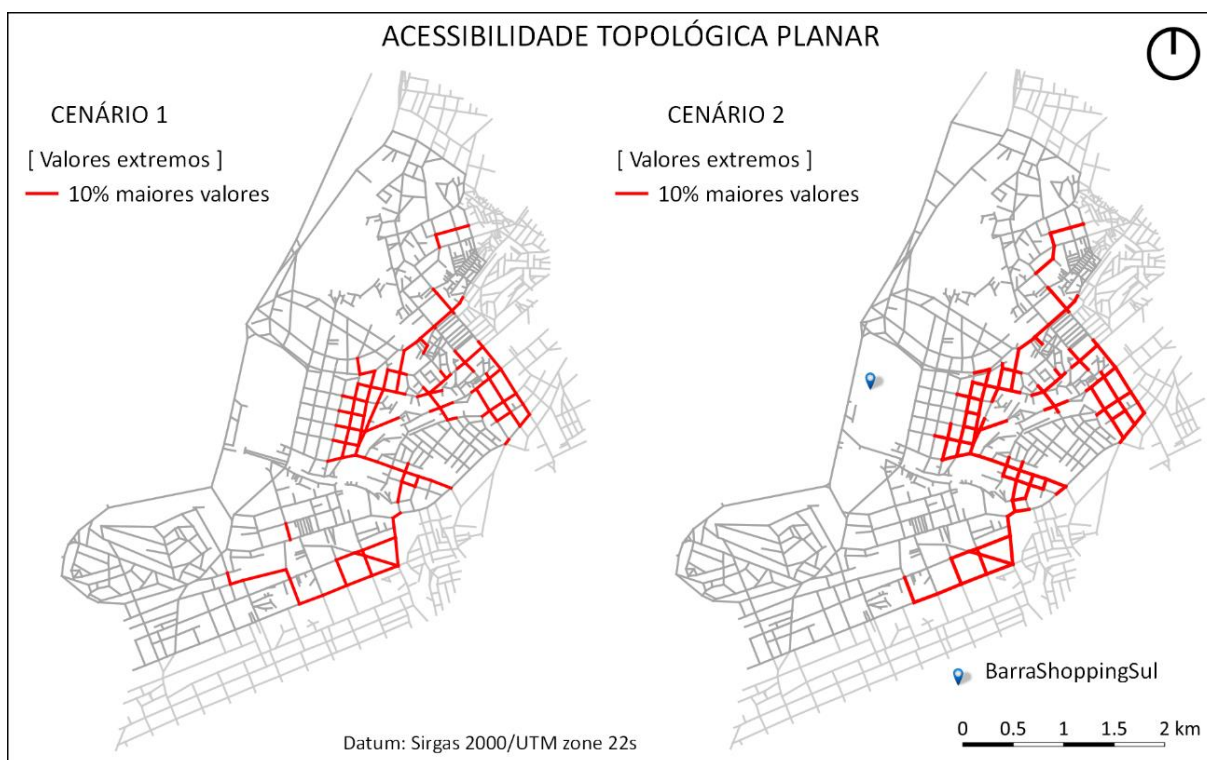 ACESSIBILIDADE TOPOLÓGICA PLANAR
CENÁRIO 1
[ Valores extremos ]
10% maiores valores
CENÁRIO 2
[ Valores extremos ]
10% maiores valores
BarraShoppingSul
Datum: Sirgas 2000/UTM zone 22s
0 0.5 1 1.5 2 km